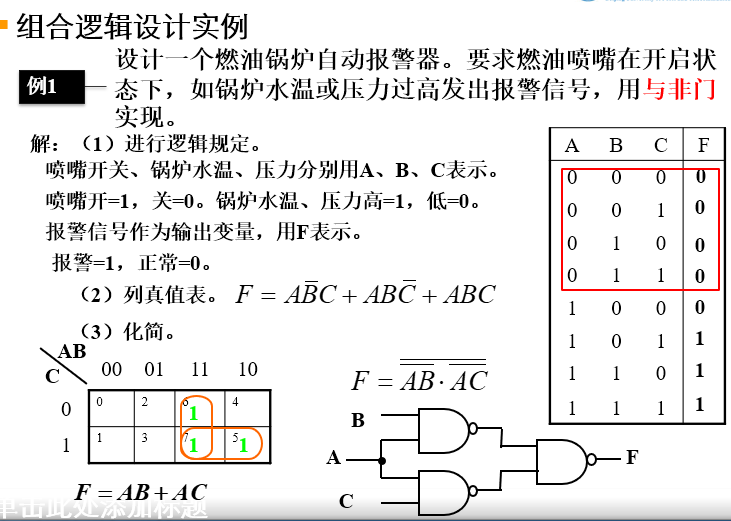 组合逻辑设计实例
例1
设计一个燃油锅炉自动报警器。要求燃油喷嘴在开启状
态下，如锅炉水温或压力过高发出报警信号，用与非门
实现。
解：（1）进行逻辑规定。
喷嘴开关、锅炉水温、压力分别用A、B、C表示。
喷嘴开=1，关=0。锅炉水温、压力高=1，低=0。
报警信号作为输出变量，用F表示。
报警=1，正常=0。
（2）列真值表。 F = AB̅C + ABC̅ + ABC
（3）化简。
A B C F
0 0 0 0
0 0 1 0
0 1 0 0
0 1 1 0
1 0 0 0
1 0 1 1
1 1 0 1
1 1 1 1
AB
C 00 01 11 10
0 0 2 6 1 4
1 1 3 7 1 5 1
F = AB + AC
F = \overline{\overline{AB} · \overline{AC}}
B
A
C
F
单击此处添加标题